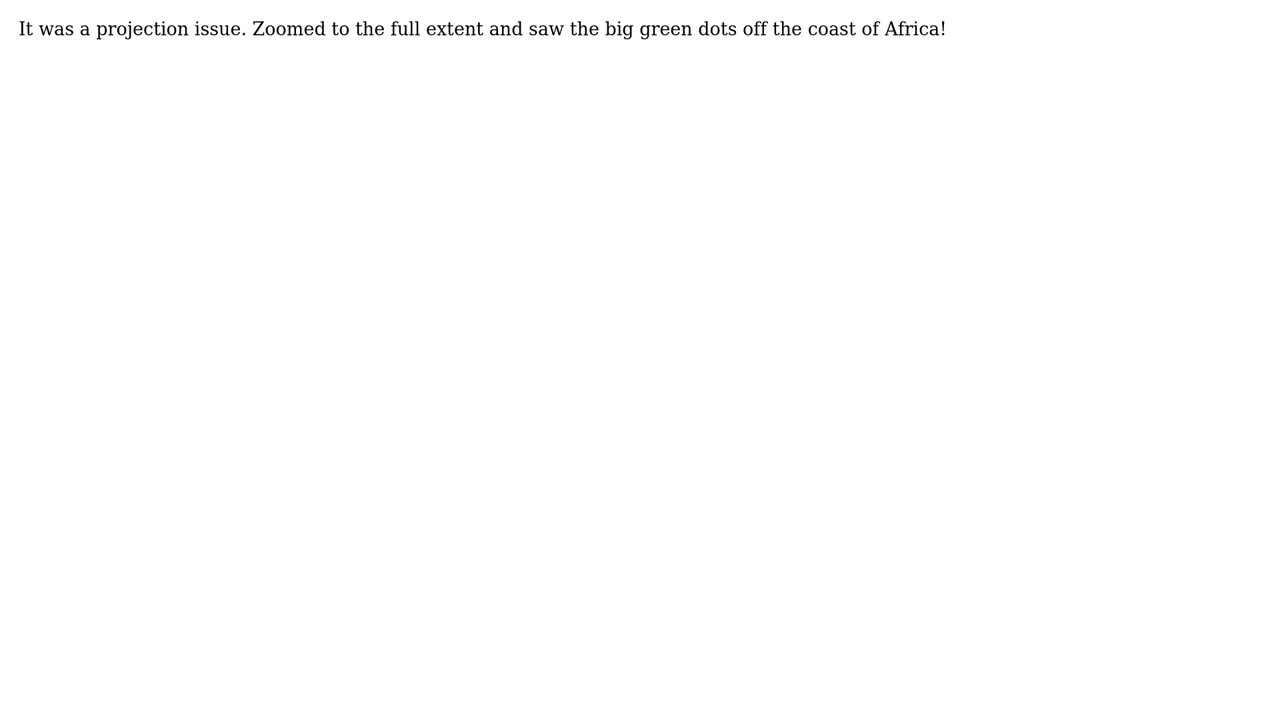 It was a projection issue. Zoomed to the full extent and saw the big green dots off the coast of Africa!